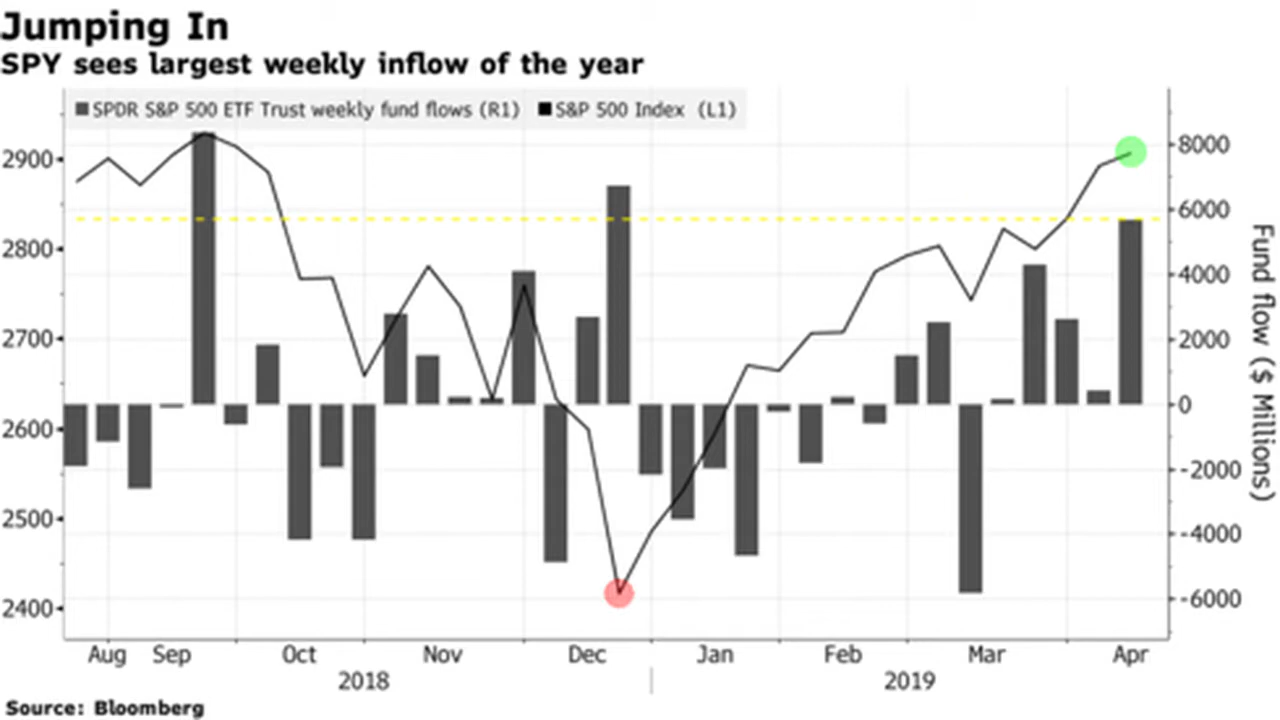 Jumping In
SPY sees largest weekly inflow of the year
SPDR S&P 500 ETF Trust weekly fund flows (R1) S&P 500 Index (L1)
2900
2800
2700
2600
2500
2400
8000
6000
4000
2000
0
-2000
-4000
-6000
Fund flow ($ Millions)
Aug Sep Oct Nov Dec Jan Feb Mar Apr
2018 2019
Source: Bloomberg